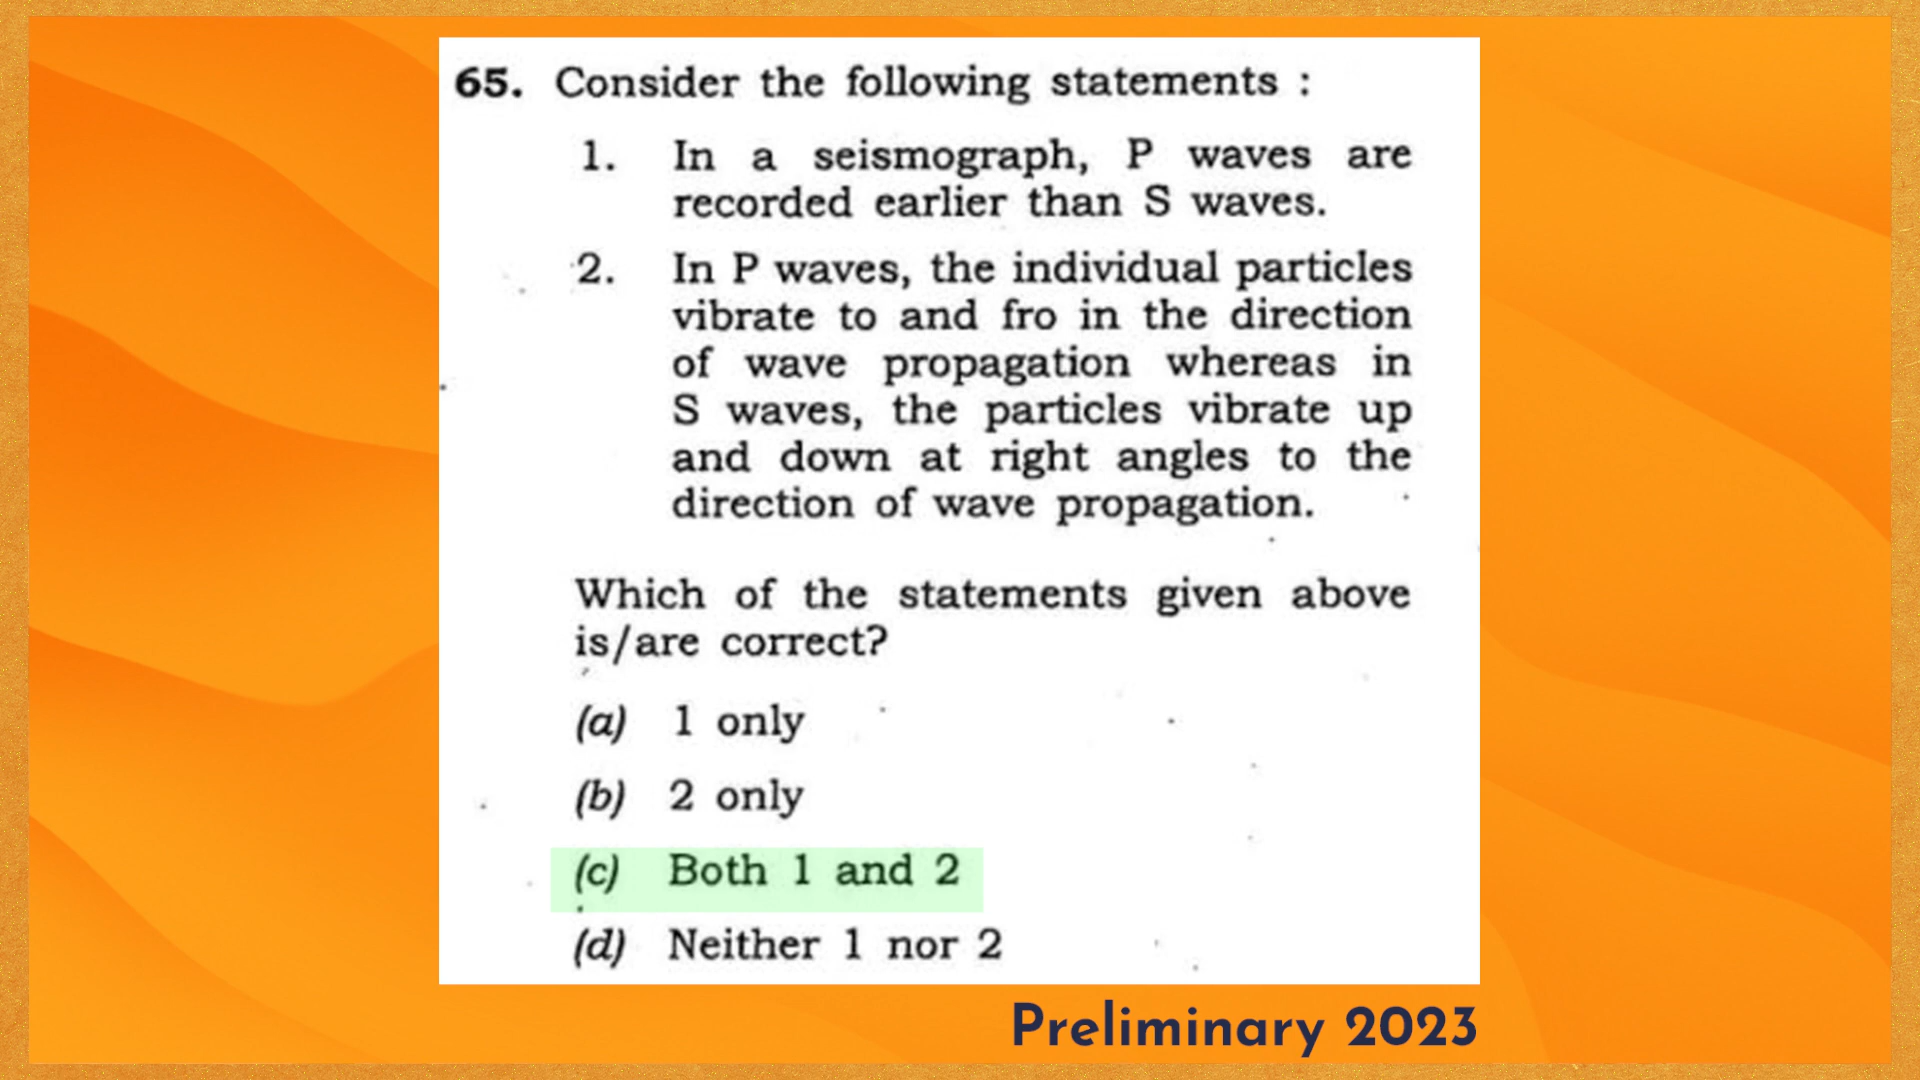 65. Consider the following statements :
1. In a seismograph, P waves are
recorded earlier than S waves.
2. In P waves, the individual particles
vibrate to and fro in the direction
of wave propagation whereas in
S waves, the particles vibrate up
and down at right angles to the
direction of wave propagation.
Which of the statements given above
is/are correct?
(a) 1 only
(b) 2 only
(c) Both 1 and 2
(d) Neither 1 nor 2
Preliminary 2023